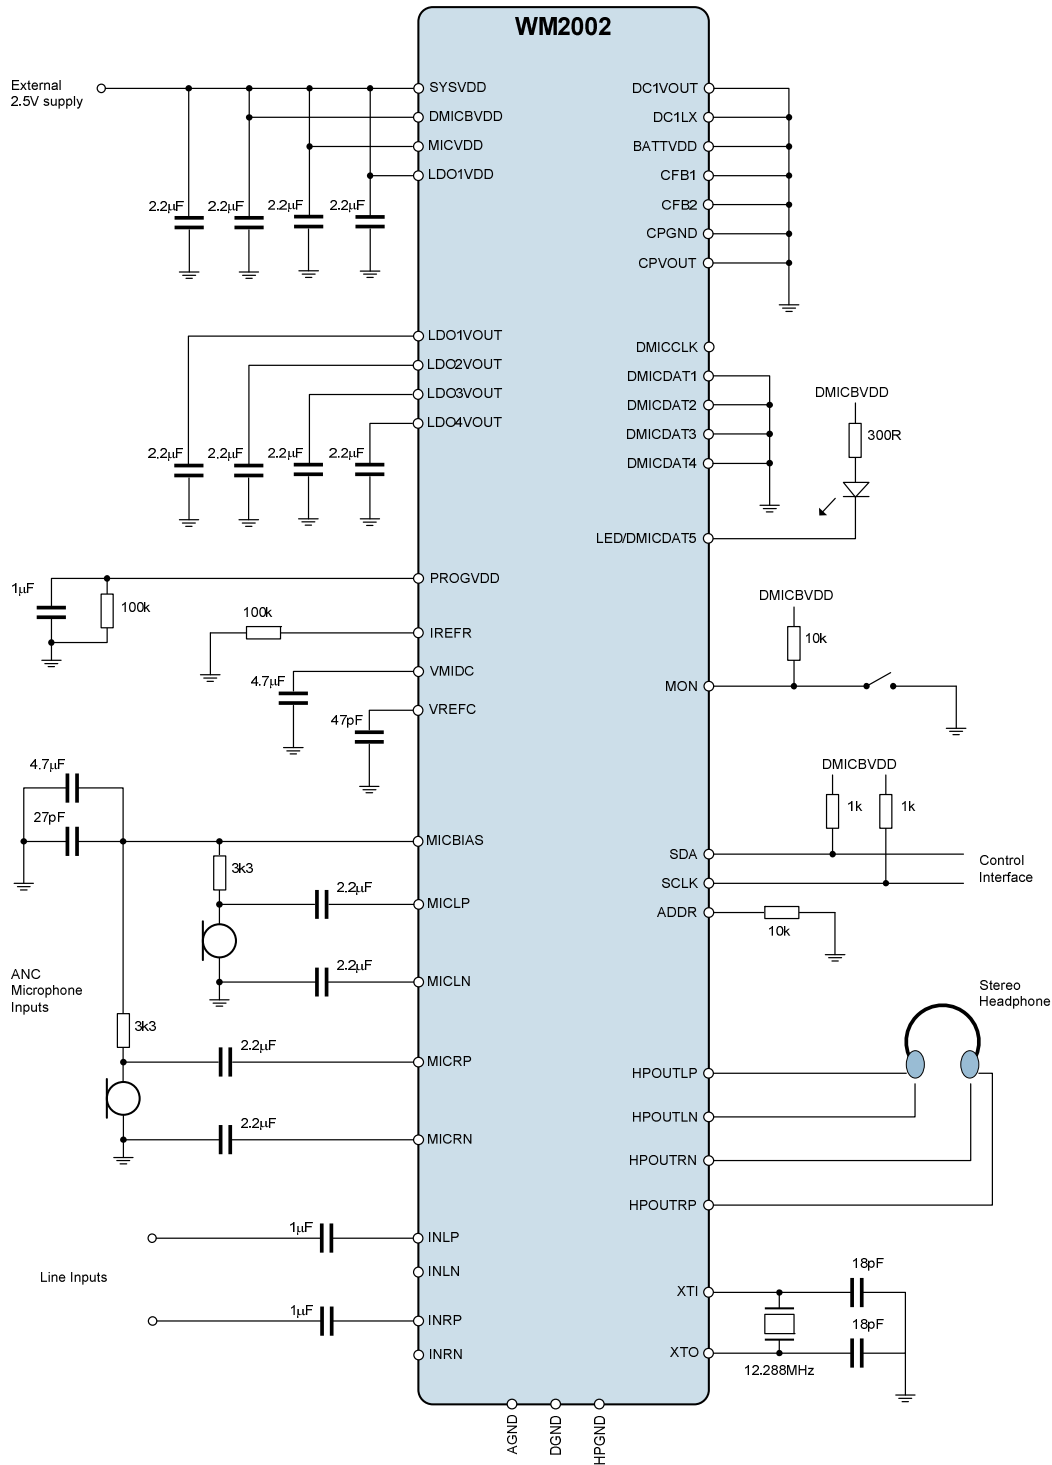 WM2002
External
2.5V supply
SYSVDD
DMICBVDD
MICVDD
LDO1VDD
2.2µF
2.2µF
2.2µF
2.2µF
LDO1VOUT
LDO2VOUT
LDO3VOUT
LDO4VOUT
2.2µF
2.2µF
2.2µF
2.2µF
PROGVDD
1µF
100k
100k
IREFR
VMIDC
4.7µF
VREFC
47pF
4.7µF
27pF
MICBIAS
3k3
2.2µF
MICLP
2.2µF
MICLN
ANC
Microphone
Inputs
3k3
2.2µF
MICRP
2.2µF
MICRN
1µF
INLP
Line Inputs
INLN
1µF
INRP
INRN
DC1VOUT
DC1LX
BATTVDD
CFB1
CFB2
CPGND
CPVOUT
DMICCLK
DMICDAT1
DMICDAT2
DMICDAT3
DMICDAT4
DMICBVDD
300R
LED/DMICDAT5
DMICBVDD
10k
MON
DMICBVDD
1k
1k
SDA
SCLK
Control
Interface
ADDR
10k
Stereo
Headphone
HPOUTLP
HPOUTLN
HPOUTRN
HPOUTRP
18pF
XTI
18pF
XTO
12.288MHz
AGND
DGND
HPGND